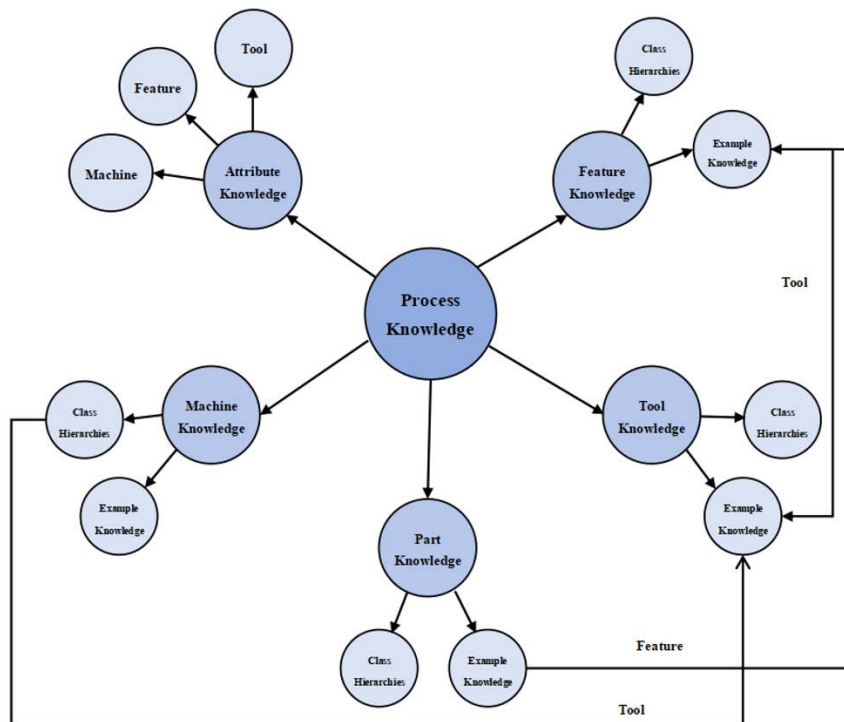 Tool
Class
Hierarchies
Feature
Example
Knowledge
Machine
Attribute
Knowledge
Feature
Knowledge
Tool
Process
Knowledge
Machine
Knowledge
Class
Hierarchies
Tool
Knowledge
Class
Hierarchies
Example
Knowledge
Example
Knowledge
Part
Knowledge
Class
Hierarchies
Example
Knowledge
Feature
Tool